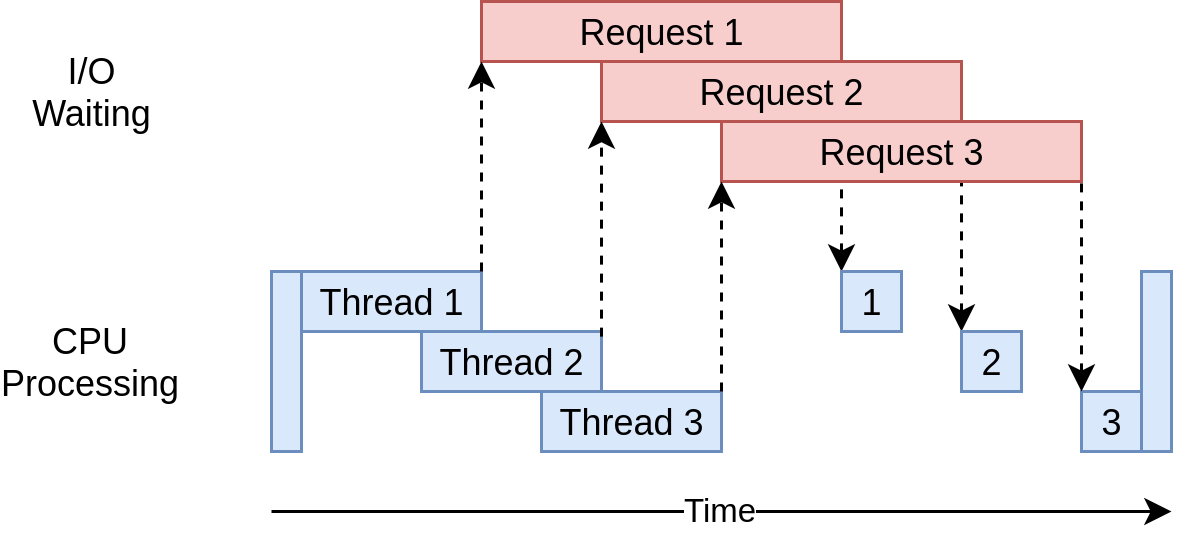 Request 1
I/O
Waiting
Request 2
Request 3
Thread 1
1
CPU
Processing
Thread 2
2
Thread 3
3
Time